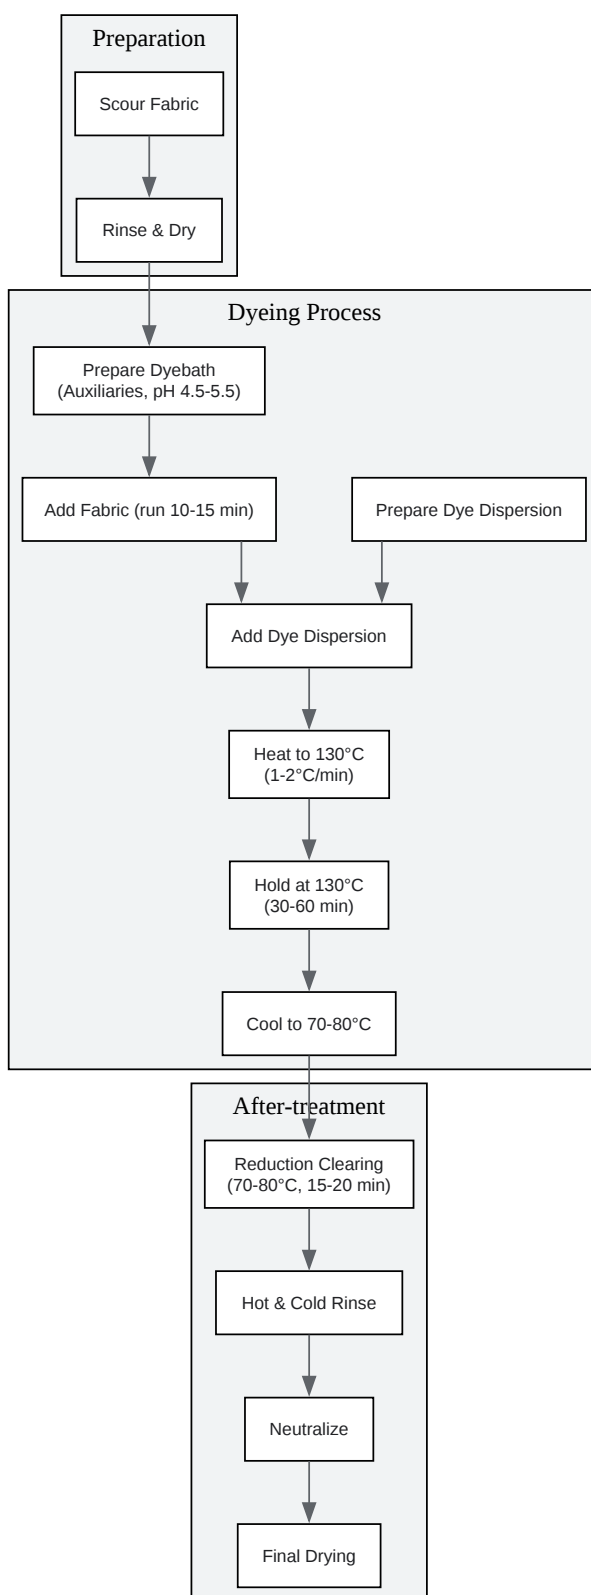 Preparation
Scour Fabric
Rinse & Dry
Dyeing Process
Prepare Dyebath
(Auxiliaries, pH 4.5-5.5)
Add Fabric (run 10-15 min)
Prepare Dye Dispersion
Add Dye Dispersion
Heat to 130°C
(1-2°C/min)
Hold at 130°C
(30-60 min)
Cool to 70-80°C
After-treatment
Reduction Clearing
(70-80°C, 15-20 min)
Hot & Cold Rinse
Neutralize
Final Drying